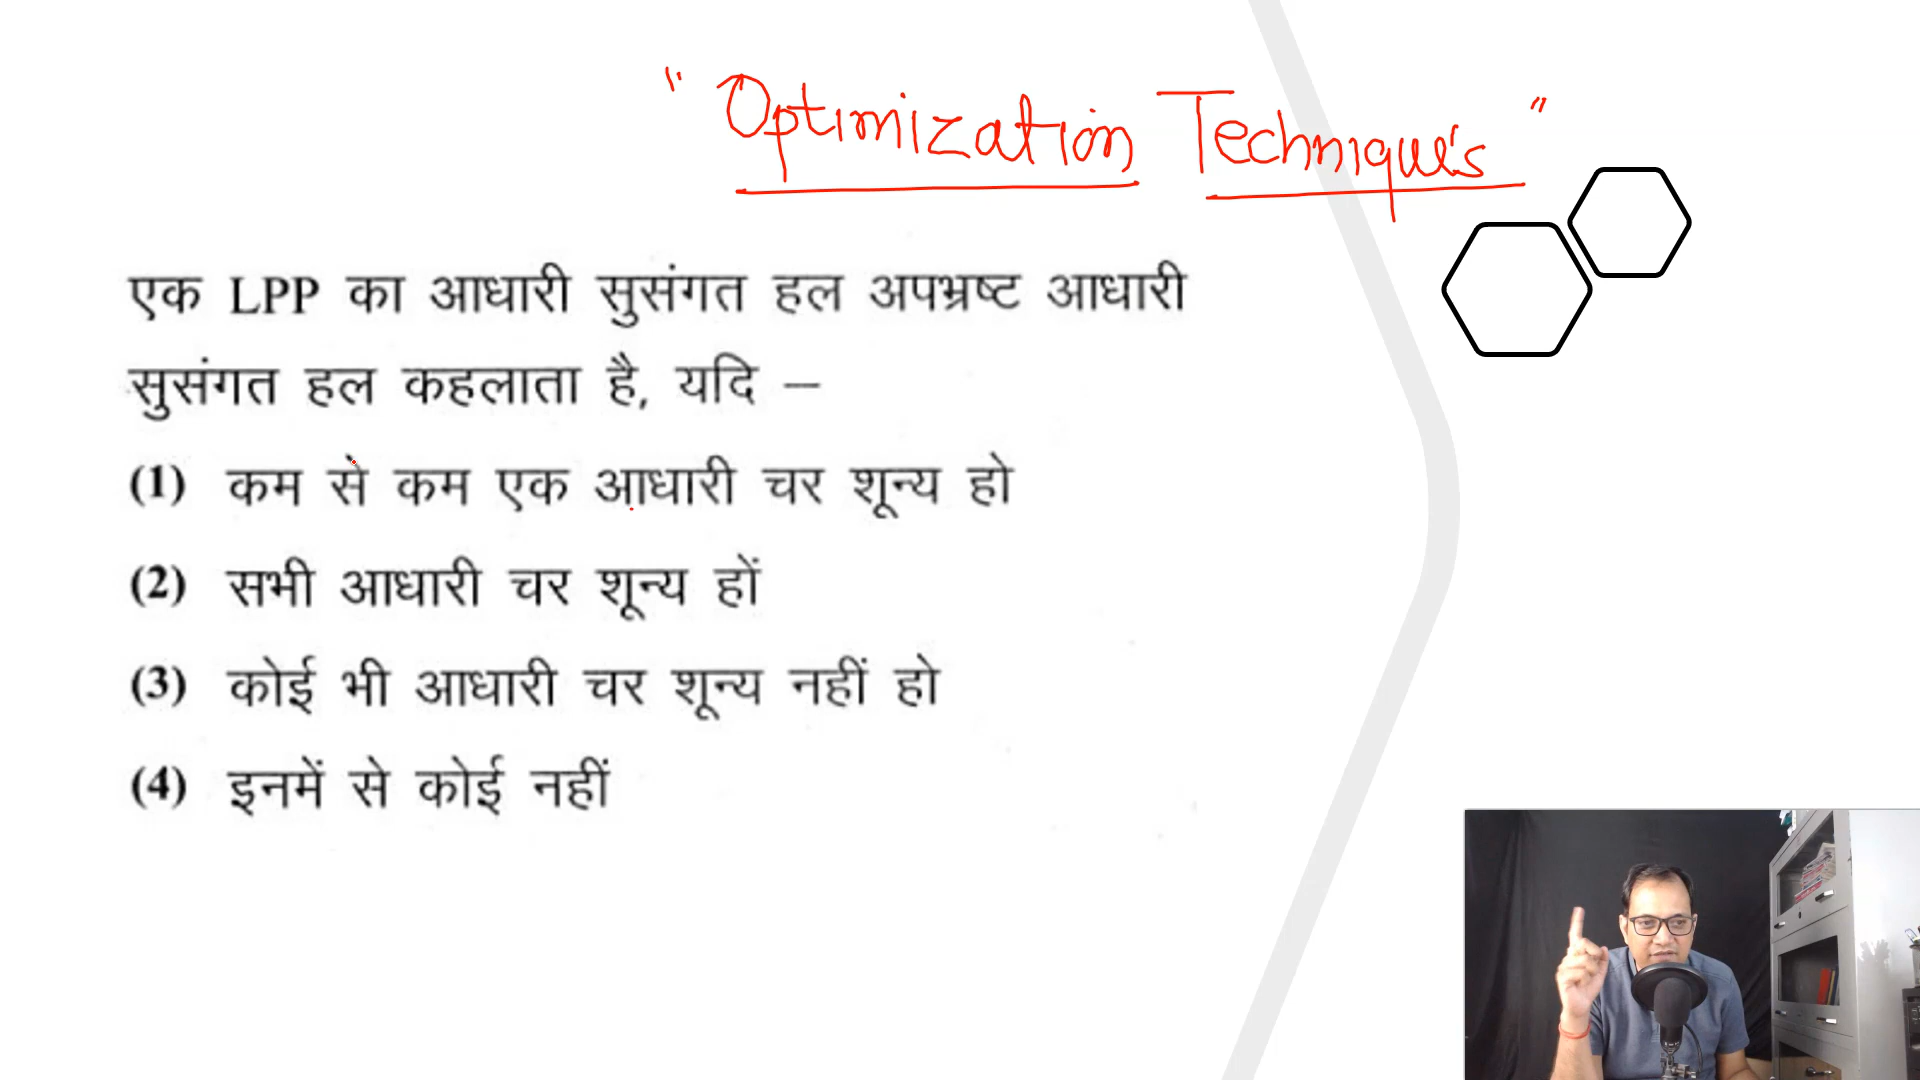 " Optimization Technique's "
एक LPP का आधारी सुसंगत हल अपभ्रष्ट आधारी
सुसंगत हल कहलाता है, यदि –
(1) कम से कम एक आधारी चर शून्य हो
(2) सभी आधारी चर शून्य हों
(3) कोई भी आधारी चर शून्य नहीं हो
(4) इनमें से कोई नहीं